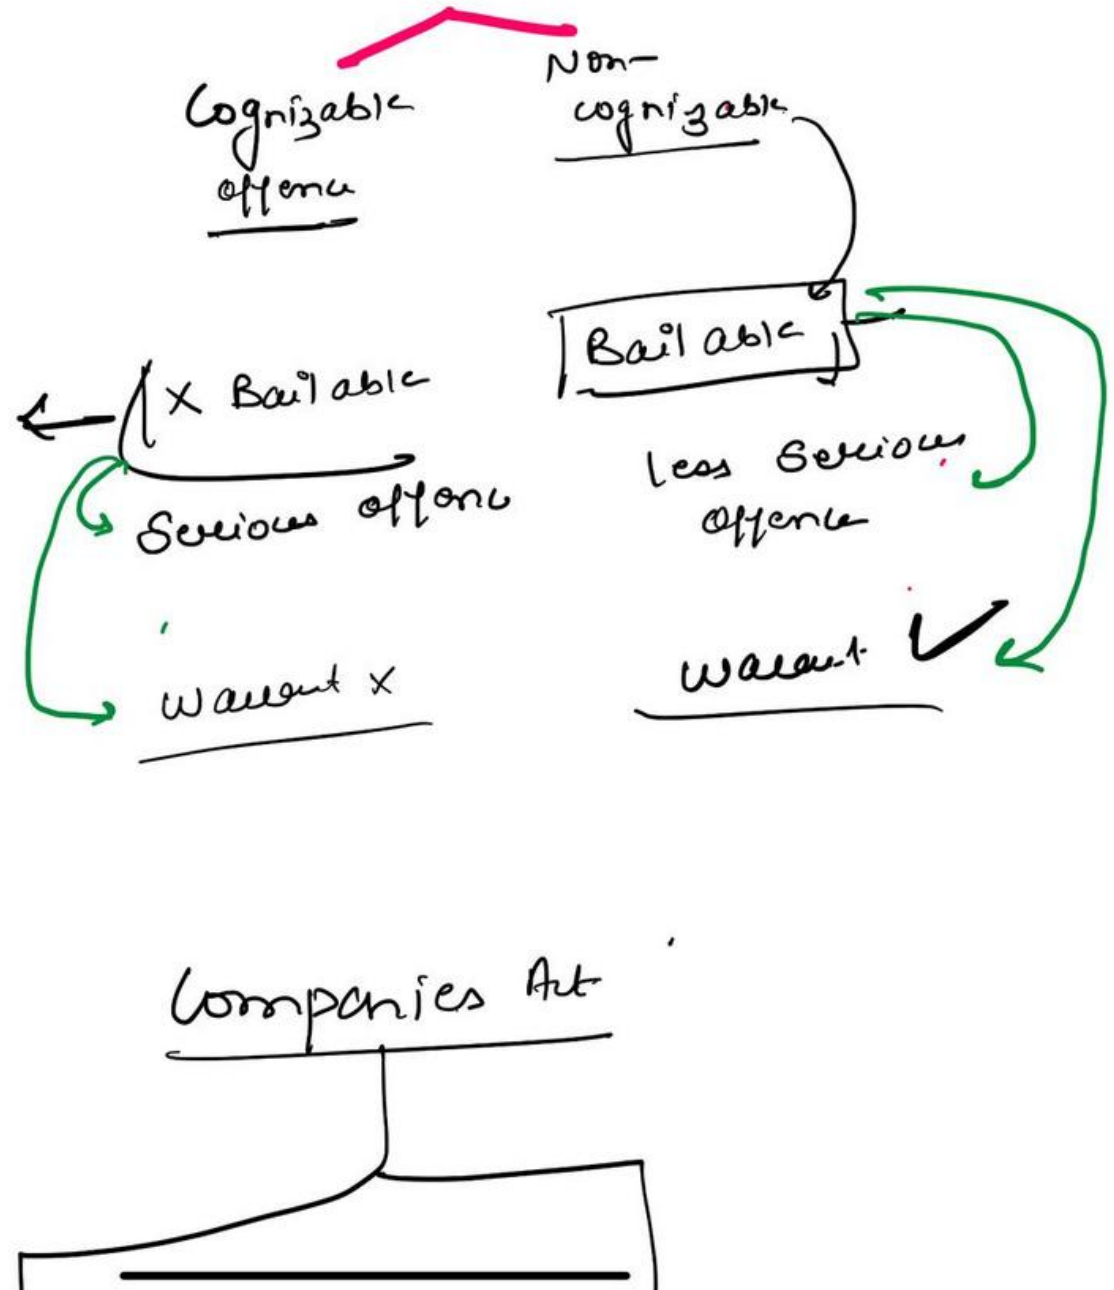 Cognizable
offence
Non-
cognizable
x Bailable
Serious offence
Warrant x
Bailable
less Serious
offence
Warrant ✓
Companies Act